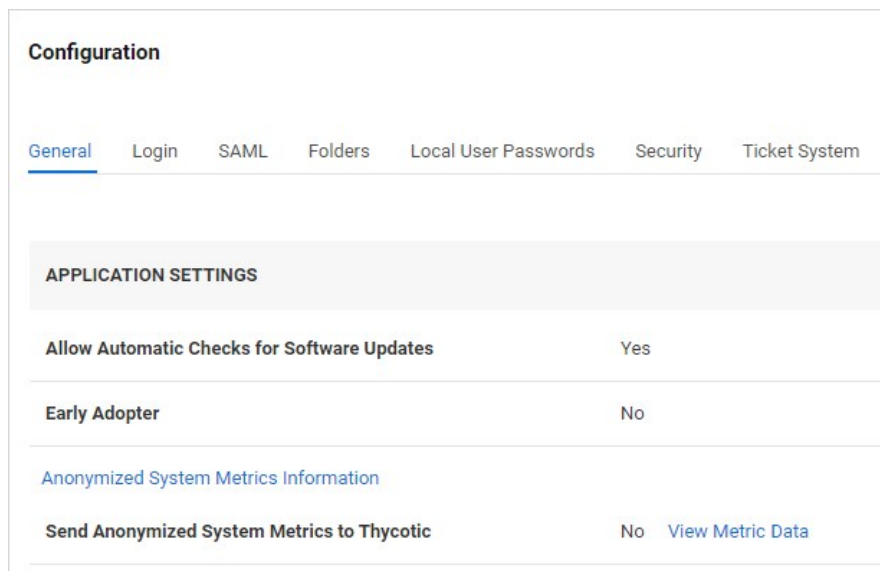 Configuration
General Login SAML Folders Local User Passwords Security Ticket System
APPLICATION SETTINGS
Allow Automatic Checks for Software Updates Yes
Early Adopter No
Anonymized System Metrics Information
Send Anonymized System Metrics to Thycotic No View Metric Data